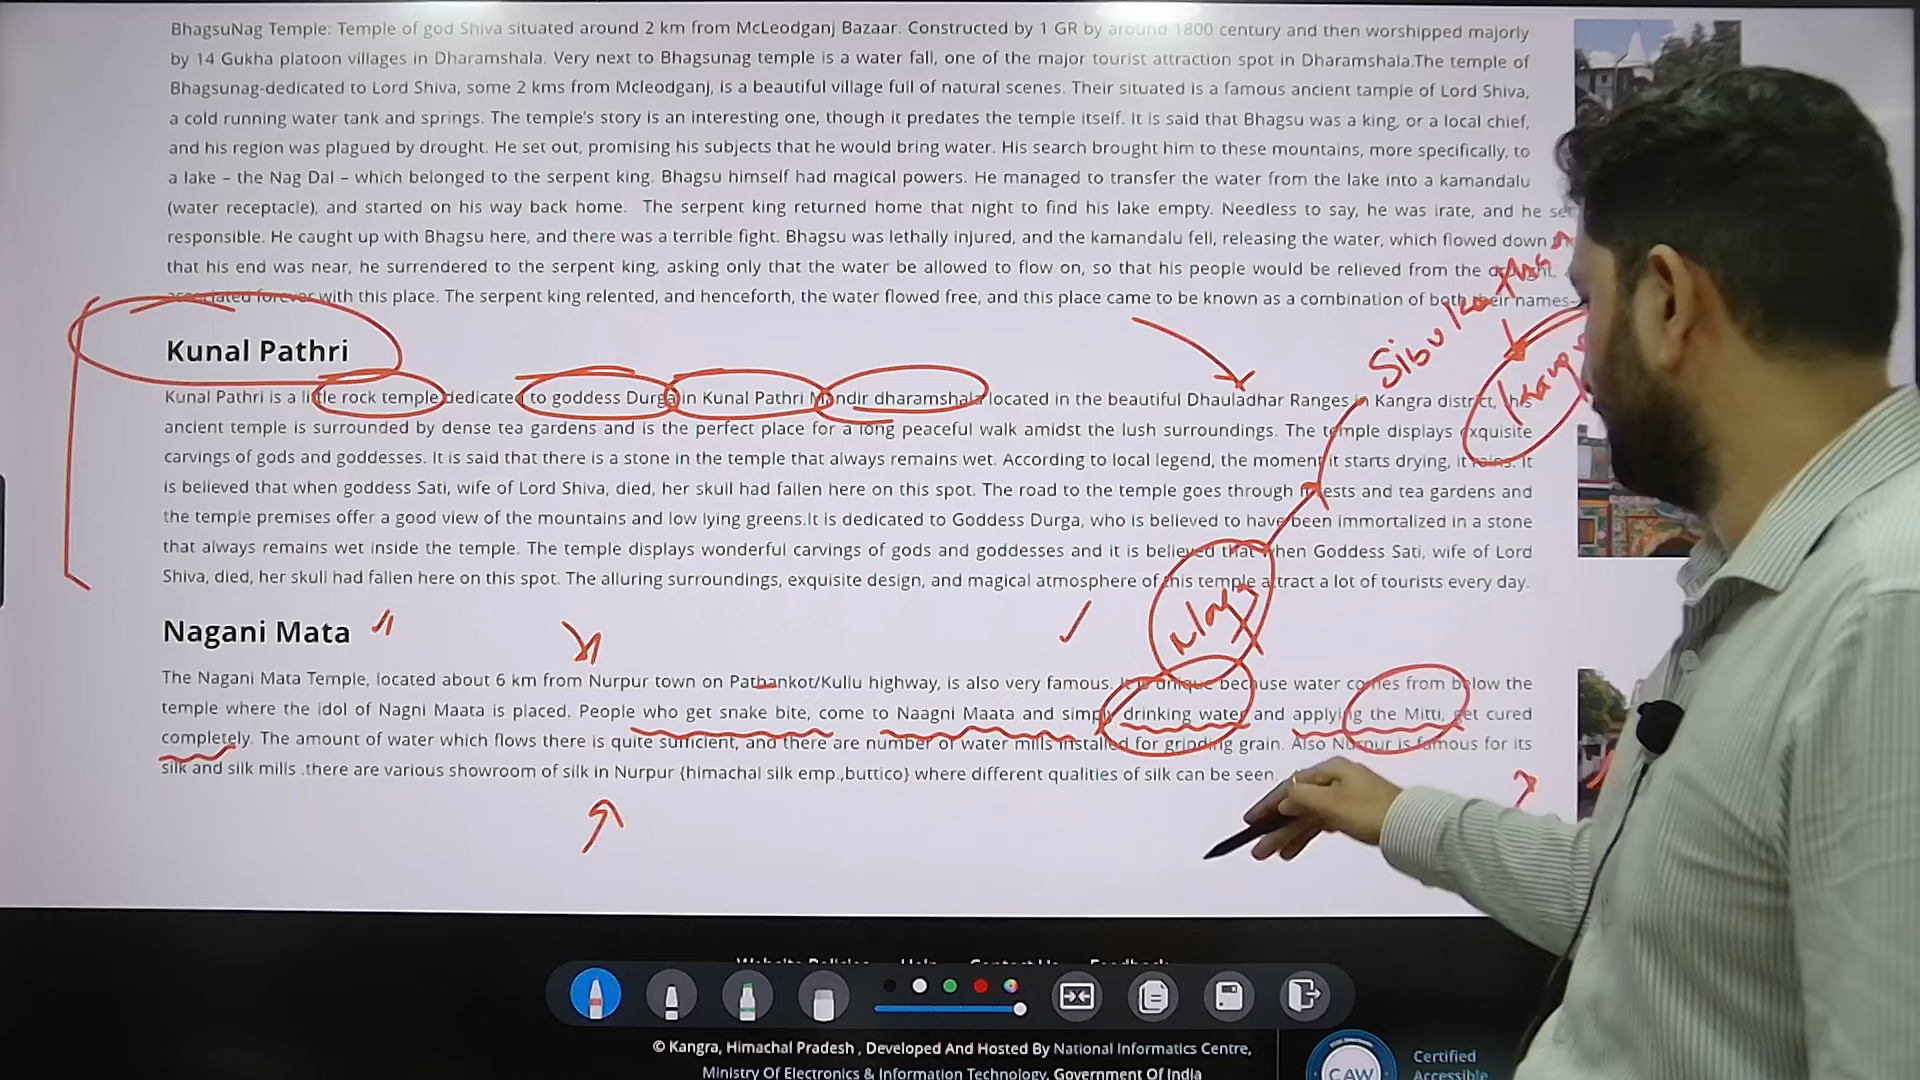 BhagsuNag Temple: Temple of god Shiva situated around 2 km from McLeodganj Bazaar. Constructed by 1 GR by around 1800 century and then worshipped majorly
by 14 Gukha platoon villages in Dharamshala. Very next to Bhagsunag temple is a water fall, one of the major tourist attraction spot in Dharamshala.The temple of
Bhagsunag-dedicated to Lord Shiva, some 2 kms from Mcleodganj, is a beautiful village full of natural scenes. Their situated is a famous ancient tample of Lord Shiva,
a cold running water tank and springs. The temple's story is an interesting one, though it predates the temple itself. It is said that Bhagsu was a king, or a local chief,
and his region was plagued by drought. He set out, promising his subjects that he would bring water. His search brought him to these mountains, more specifically, to
a lake – the Nag Dal – which belonged to the serpent king. Bhagsu himself had magical powers. He managed to transfer the water from the lake into a kamandalu
(water receptacle), and started on his way back home. The serpent king returned home that night to find his lake empty. Needless to say, he was irate, and he set
responsible. He caught up with Bhagsu here, and there was a terrible fight. Bhagsu was lethally injured, and the kamandalu fell, releasing the water, which flowed down
that his end was near, he surrendered to the serpent king, asking only that the water be allowed to flow on, so that his people would be relieved from the drought,
associated forever with this place. The serpent king relented, and henceforth, the water flowed free, and this place came to be known as a combination of both their names–
Kunal Pathri
Kunal Pathri is a little rock temple dedicated to goddess Durga in Kunal Pathri Mandir dharamshala located in the beautiful Dhauladhar Ranges in Kangra district, this
ancient temple is surrounded by dense tea gardens and is the perfect place for a long peaceful walk amidst the lush surroundings. The temple displays exquisite
carvings of gods and goddesses. It is said that there is a stone in the temple that always remains wet. According to local legend, the moment it starts drying, it rains. It
is believed that when goddess Sati, wife of Lord Shiva, died, her skull had fallen here on this spot. The road to the temple goes through forests and tea gardens and
the temple premises offer a good view of the mountains and low lying greens.It is dedicated to Goddess Durga, who is believed to have been immortalized in a stone
that always remains wet inside the temple. The temple displays wonderful carvings of gods and goddesses and it is believed that when Goddess Sati, wife of Lord
Shiva, died, her skull had fallen here on this spot. The alluring surroundings, exquisite design, and magical atmosphere of this temple attract a lot of tourists every day.
Nagani Mata
The Nagani Mata Temple, located about 6 km from Nurpur town on Pathankot/Kullu highway, is also very famous. It is unique because water comes from below the
temple where the idol of Nagni Maata is placed. People who get snake bite, come to Naagni Maata and simply drinking water and applying the Mitti, get cured
completely. The amount of water which flows there is quite sufficient, and there are number of water mills installed for grinding grain. Also Nurpur is famous for its
silk and silk mills .there are various showroom of silk in Nurpur {himachal silk emp.,buttico} where different qualities of silk can be seen.
© Kangra, Himachal Pradesh , Developed And Hosted By National Informatics Centre,
Ministry Of Electronics & Information Technology, Government Of India
CAW
Certified
Accessible